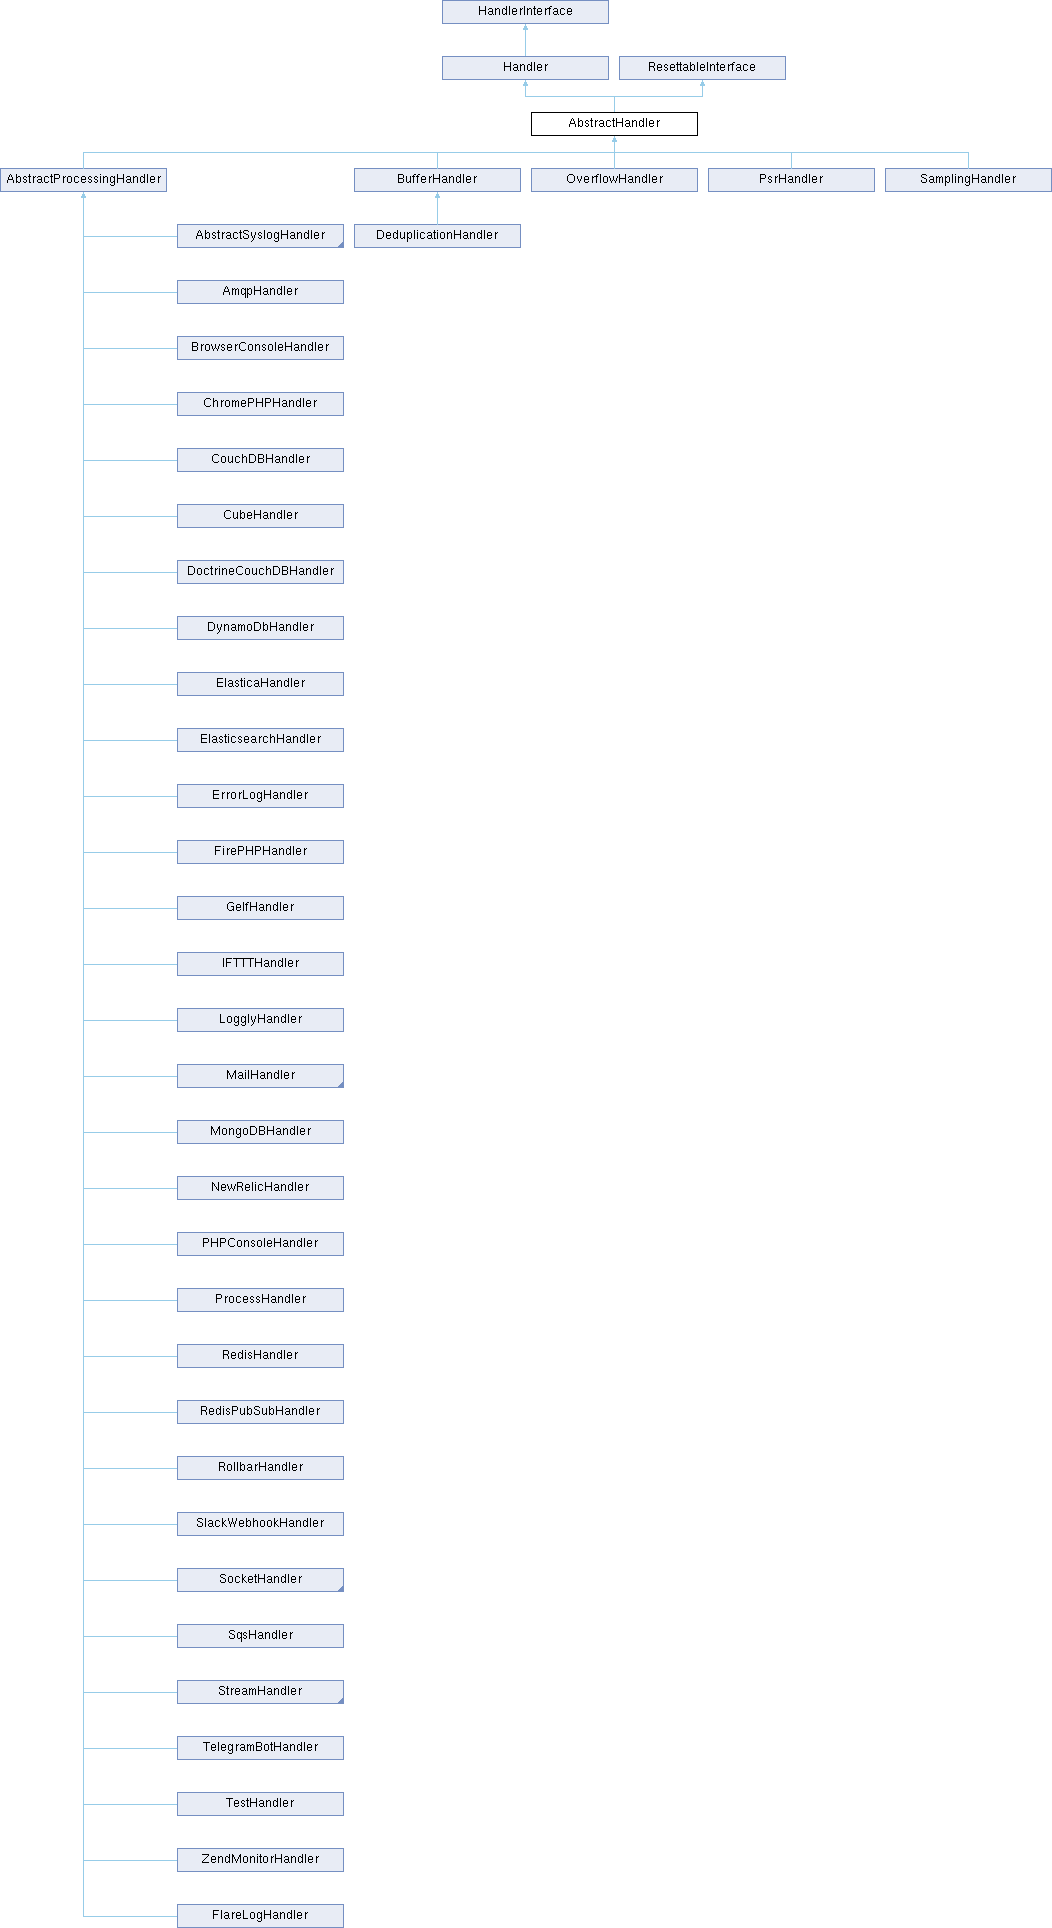 HandlerInterface
Handler
ResettableInterface
AbstractHandler
AbstractProcessingHandler
BufferHandler
OverflowHandler
PsrHandler
SamplingHandler
AbstractSyslogHandler
DeduplicationHandler
AmqpHandler
BrowserConsoleHandler
ChromePHPHandler
CouchDBHandler
CubeHandler
DoctrineCouchDBHandler
DynamoDbHandler
ElasticaHandler
ElasticsearchHandler
ErrorLogHandler
FirePHPHandler
GelfHandler
IFTTTHandler
LogglyHandler
MailHandler
MongoDBHandler
NewRelicHandler
PHPConsoleHandler
ProcessHandler
RedisHandler
RedisPubSubHandler
RollbarHandler
SlackWebhookHandler
SocketHandler
SqsHandler
StreamHandler
TelegramBotHandler
TestHandler
ZendMonitorHandler
FlareLogHandler